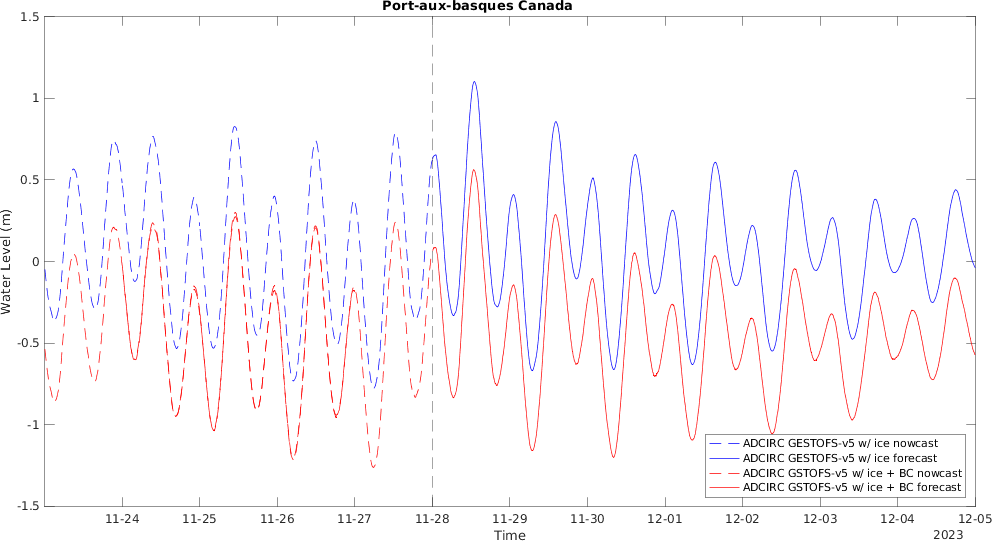 Port-aux-basques Canada
1.5
1
0.5
0
-0.5
-1
-1.5
Water Level (m)
ADCIRC GESTOFS-v5 w/ ice nowcast
ADCIRC GESTOFS-v5 w/ ice forecast
ADCIRC GSTOFS-v5 w/ ice + BC nowcast
ADCIRC GSTOFS-v5 w/ ice + BC forecast
11-24 11-25 11-26 11-27 11-28 11-29 11-30 12-01 12-02 12-03 12-04 12-05
Time
2023